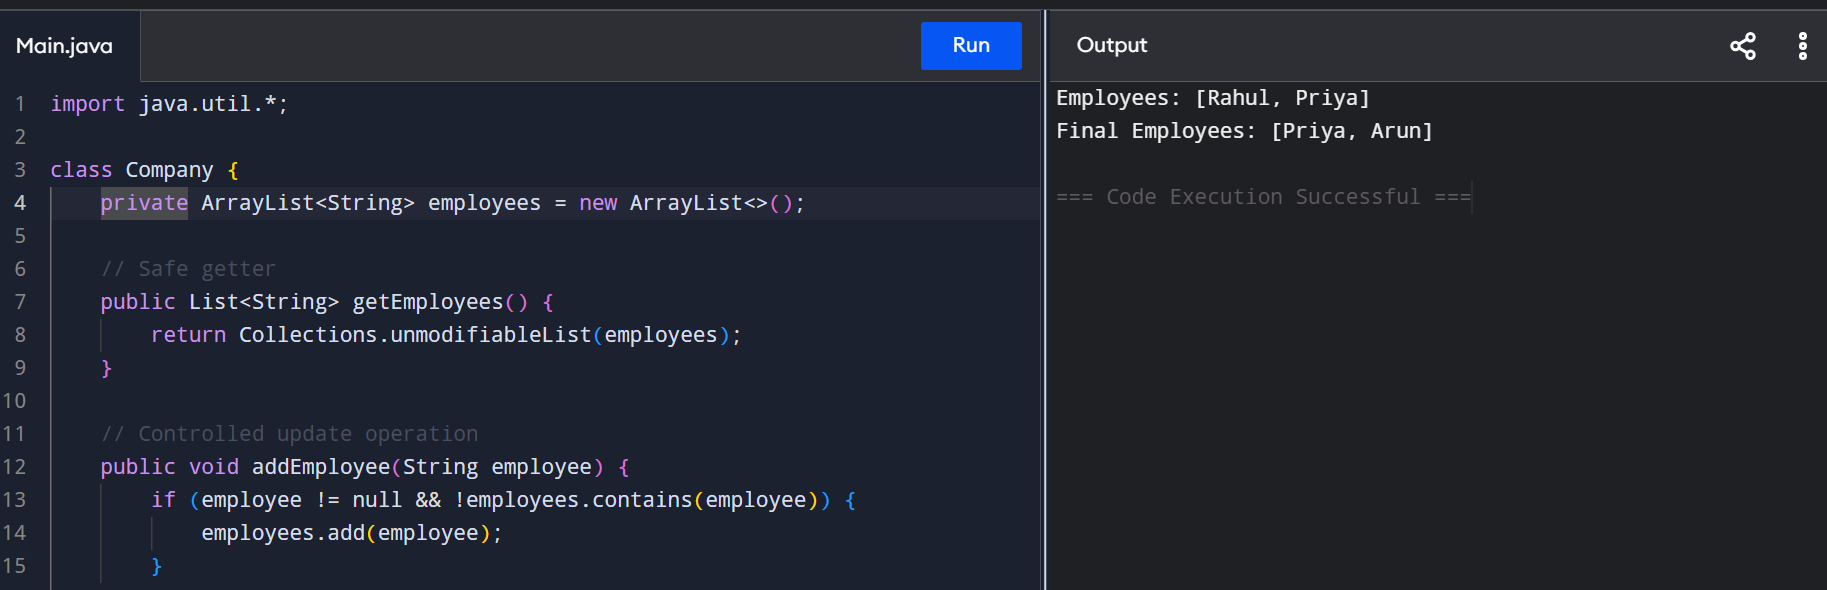 Main.java
Run
1 import java.util.*;
2
3 class Company {
4     private ArrayList<String> employees = new ArrayList<>();
5
6     // Safe getter
7     public List<String> getEmployees() {
8         return Collections.unmodifiableList(employees);
9     }
10
11     // Controlled update operation
12     public void addEmployee(String employee) {
13         if (employee != null && !employees.contains(employee)) {
14             employees.add(employee);
15         }
Output
Employees: [Rahul, Priya]
Final Employees: [Priya, Arun]
=== Code Execution Successful ===